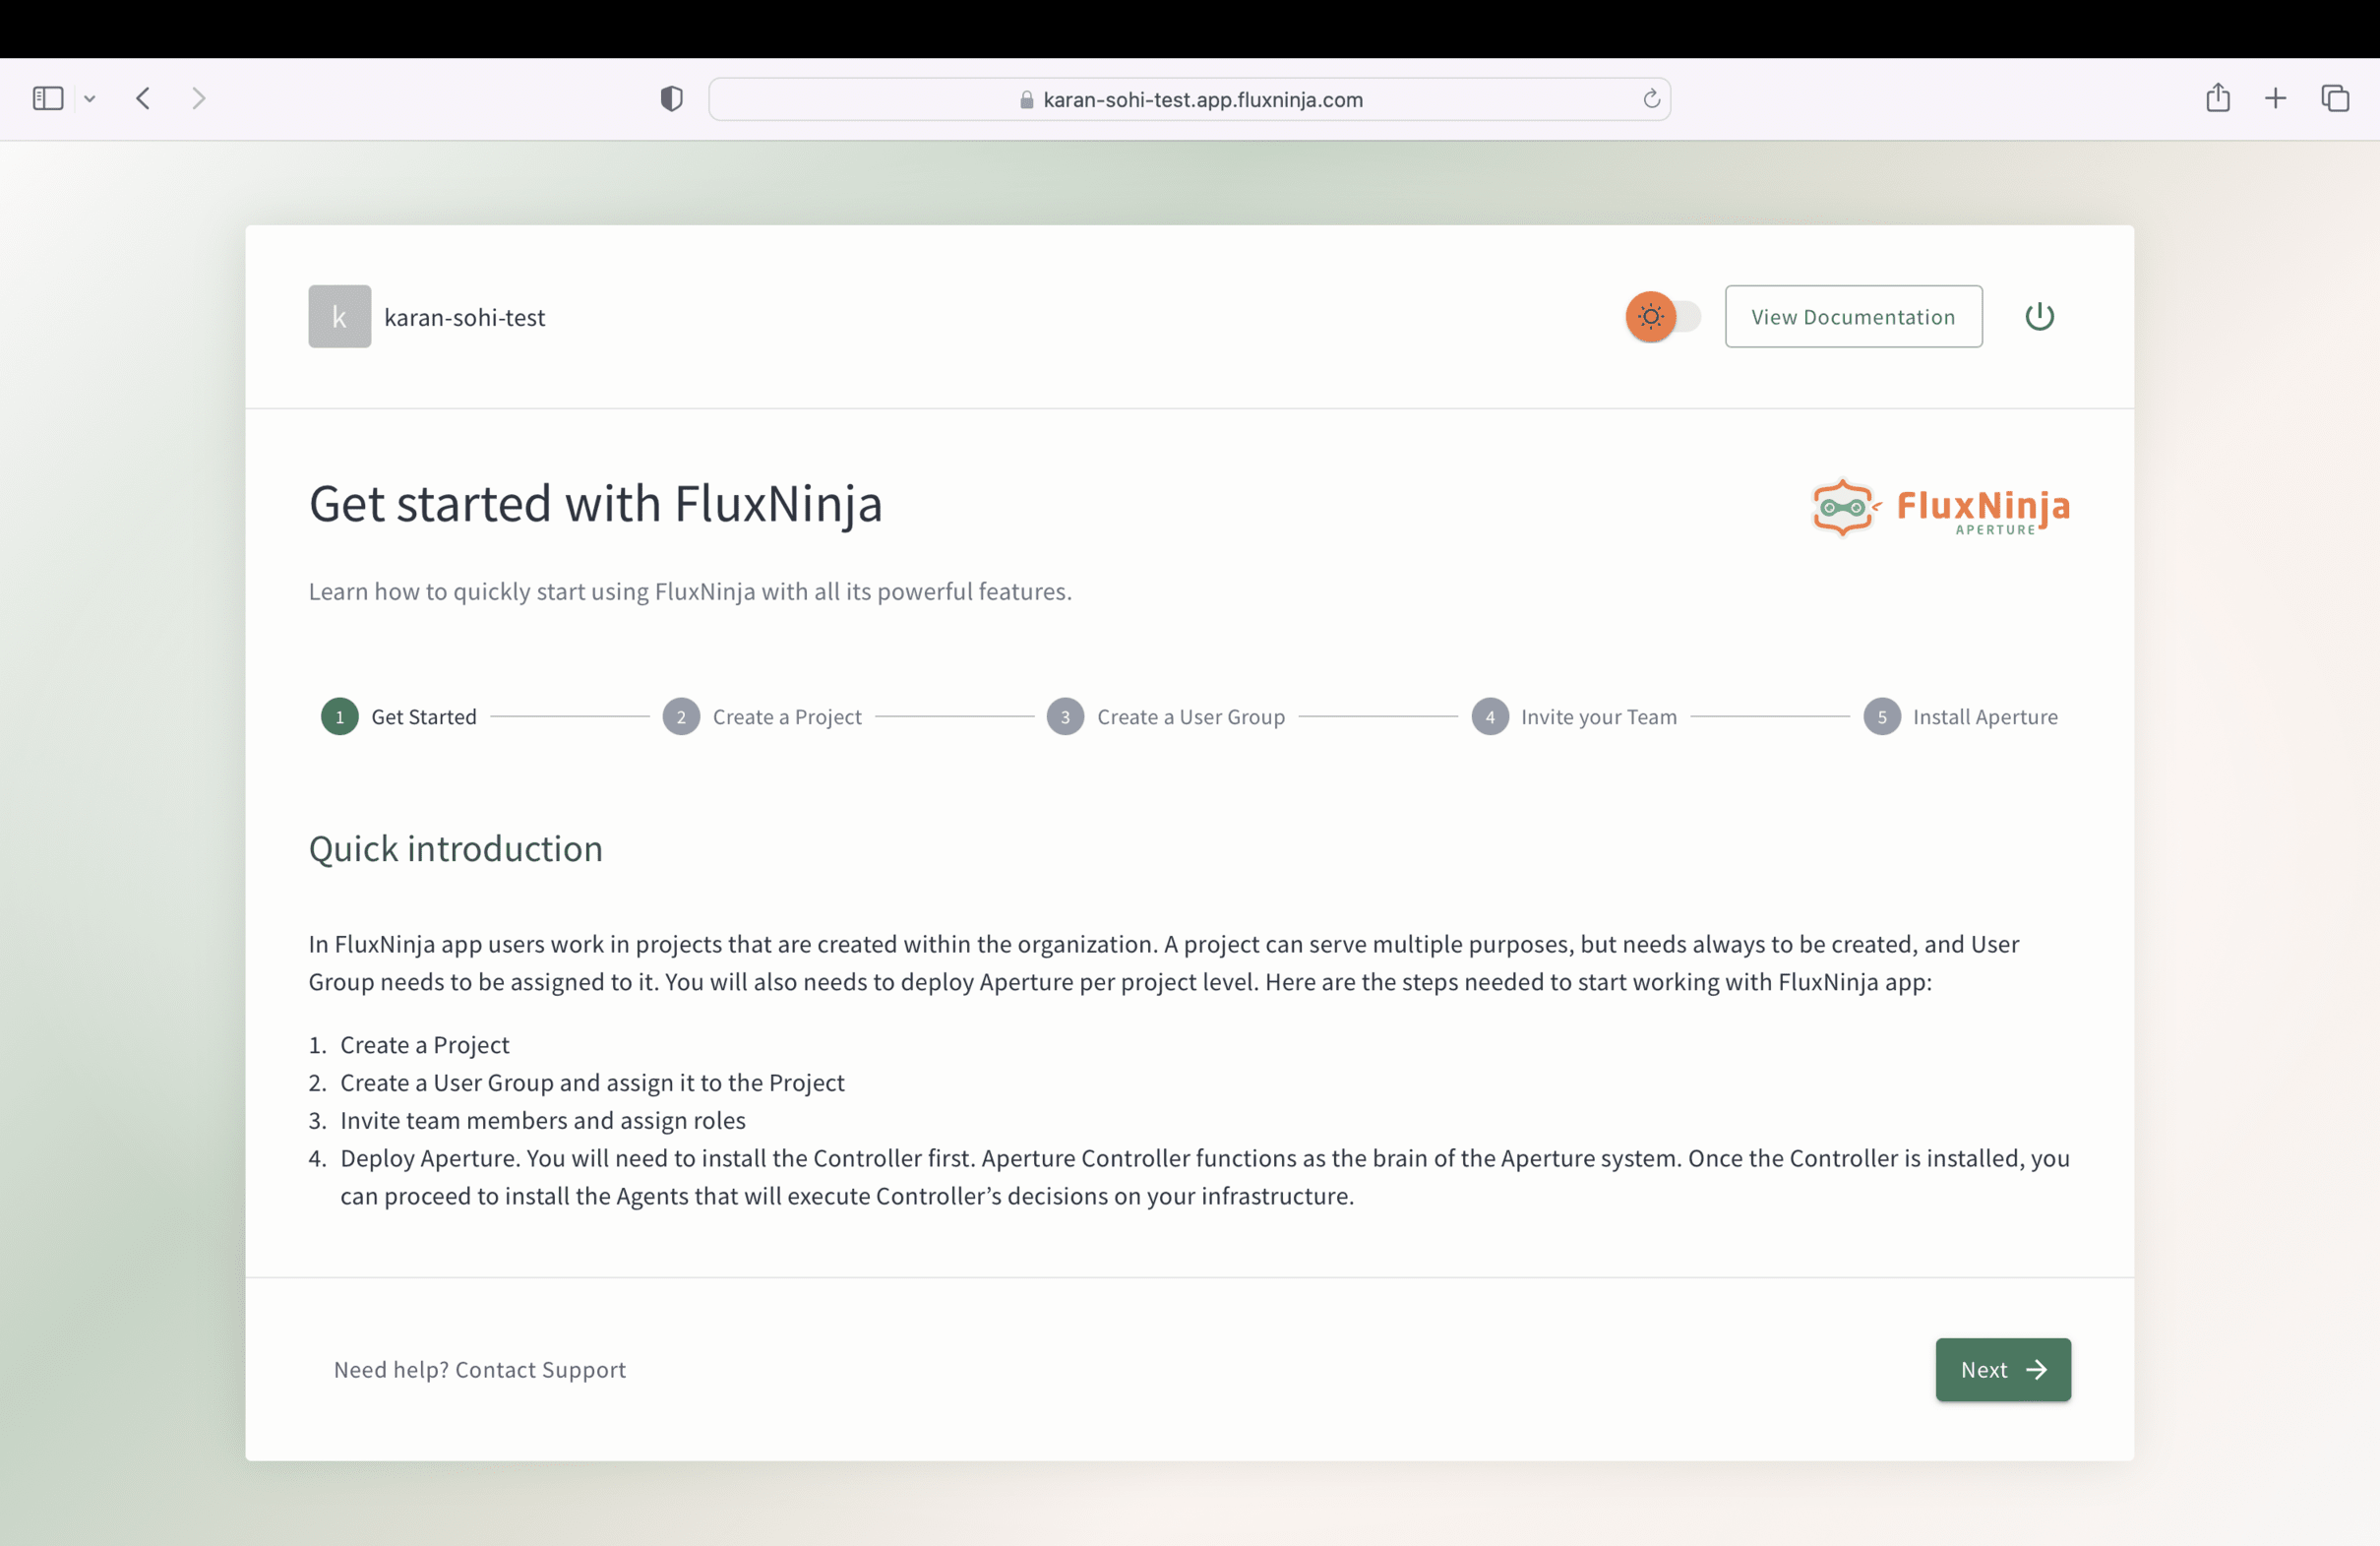 karan-sohi-test.app.fluxninja.com
k karan-sohi-test
View Documentation
Get started with FluxNinja
FluxNinja
APERTURE
Learn how to quickly start using FluxNinja with all its powerful features.
1 Get Started 2 Create a Project 3 Create a User Group 4 Invite your Team 5 Install Aperture
Quick introduction
In FluxNinja app users work in projects that are created within the organization. A project can serve multiple purposes, but needs always to be created, and User
Group needs to be assigned to it. You will also needs to deploy Aperture per project level. Here are the steps needed to start working with FluxNinja app:
1. Create a Project
2. Create a User Group and assign it to the Project
3. Invite team members and assign roles
4. Deploy Aperture. You will need to install the Controller first. Aperture Controller functions as the brain of the Aperture system. Once the Controller is installed, you
can proceed to install the Agents that will execute Controller’s decisions on your infrastructure.
Need help? Contact Support
Next